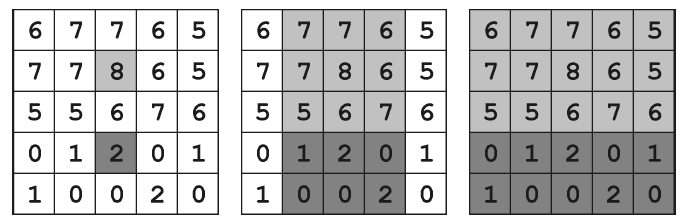 6 7 7 6 5 6 7 7 6 5 6 7 7 6 5
7 7 8 6 5 7 7 8 6 5 7 7 8 6 5
5 5 6 7 6 5 5 6 7 6 5 5 6 7 6
0 1 2 0 1 0 1 2 0 1 0 1 2 0 1
1 0 0 2 0 1 0 0 2 0 1 0 0 2 0